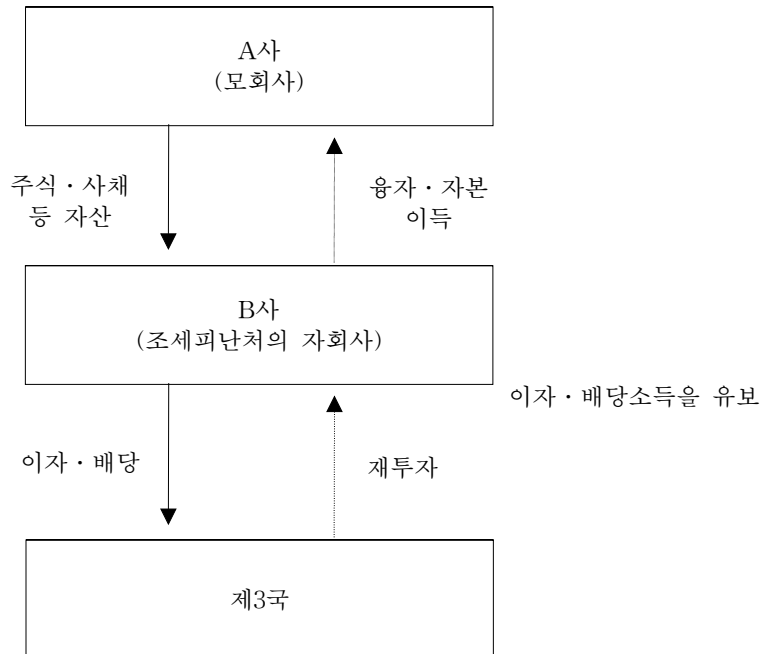 A사
(모회사)
주식·사채
등 자산
융자·자본
이득
B사
(조세피난처의 자회사)
이자·배당소득을 유보
이자·배당
재투자
제3국